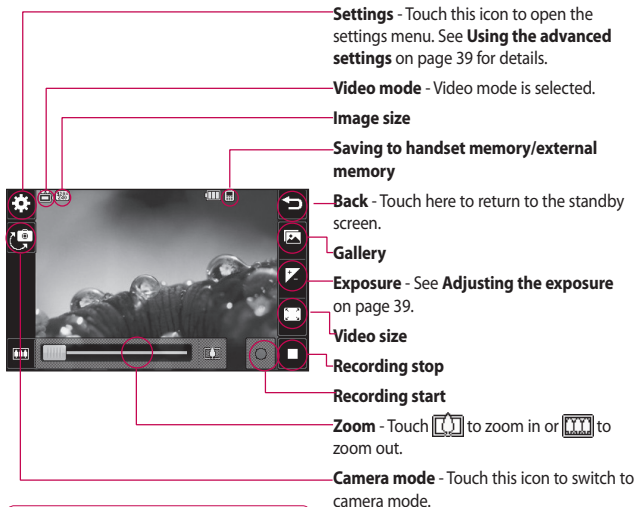 Settings - Touch this icon to open the
settings menu. See Using the advanced
settings on page 39 for details.
Video mode - Video mode is selected.
Image size
Saving to handset memory/external
memory
Back - Touch here to return to the standby
screen.
Gallery
Exposure - See Adjusting the exposure
on page 39.
Video size
Recording stop
Recording start
Zoom - Touch to zoom in or to
zoom out.
Camera mode - Touch this icon to switch to
camera mode.